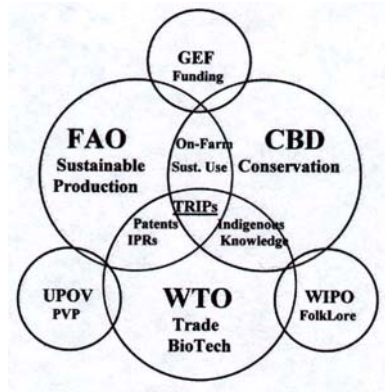 GEF
Funding
FAO
Sustainable
Production
On-Farm
Sust. Use
CBD
Conservation
TRIPs
Patents
IPRs
Indigenous
Knowledge
UPOV
PVP
WTO
Trade
BioTech
WIPO
FolkLore